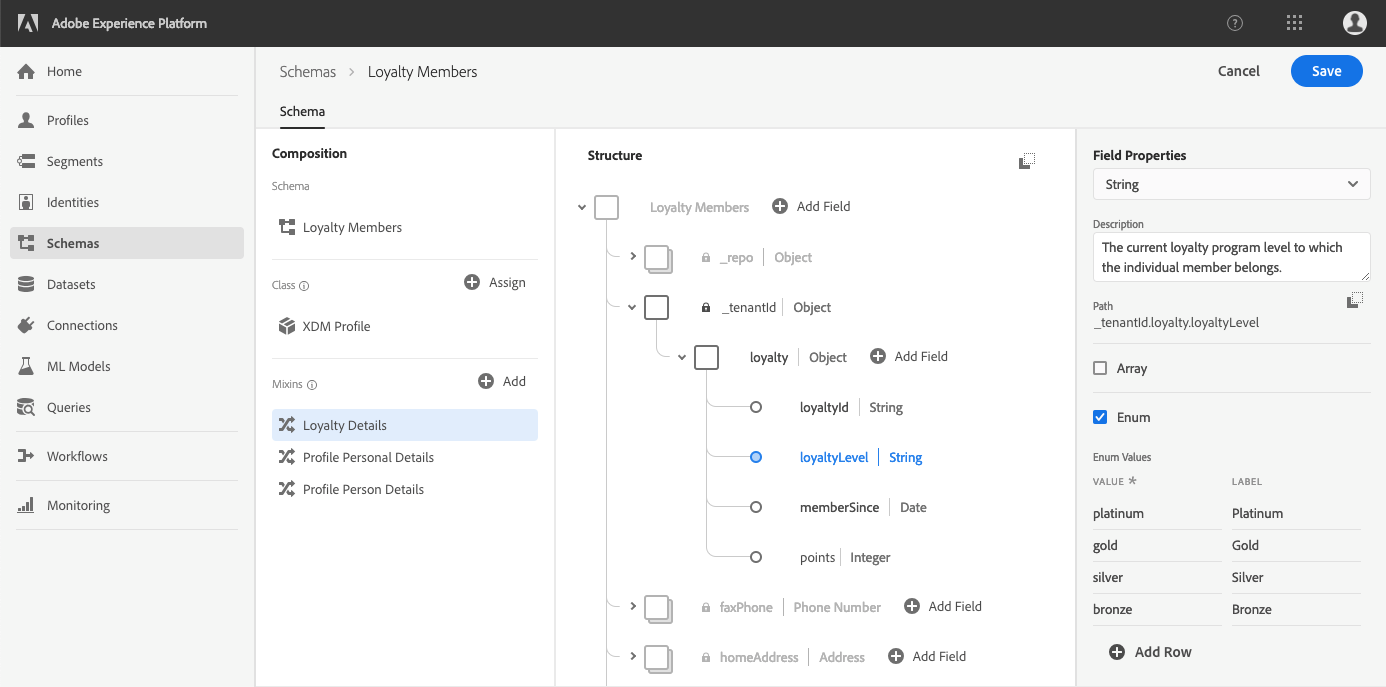 Adobe Experience Platform
Home
Profiles
Segments
Identities
Schemas
Datasets
Connections
ML Models
Queries
Workflows
Monitoring
Schemas > Loyalty Members
Cancel
Save
Schema
Composition
Schema
Loyalty Members
Class
Assign
XDM Profile
Mixins
Add
Loyalty Details
Profile Personal Details
Profile Person Details
Structure
Loyalty Members Add Field
_repo Object
_tenantId Object
loyalty Object Add Field
loyaltyId String
loyaltyLevel String
memberSince Date
points Integer
faxPhone Phone Number Add Field
homeAddress Address Add Field
Field Properties
String
Description
The current loyalty program level to which
the individual member belongs.
Path
_tenantId.loyalty.loyaltyLevel
Array
Enum
Enum Values
VALUE * LABEL
platinum Platinum
gold Gold
silver Silver
bronze Bronze
Add Row